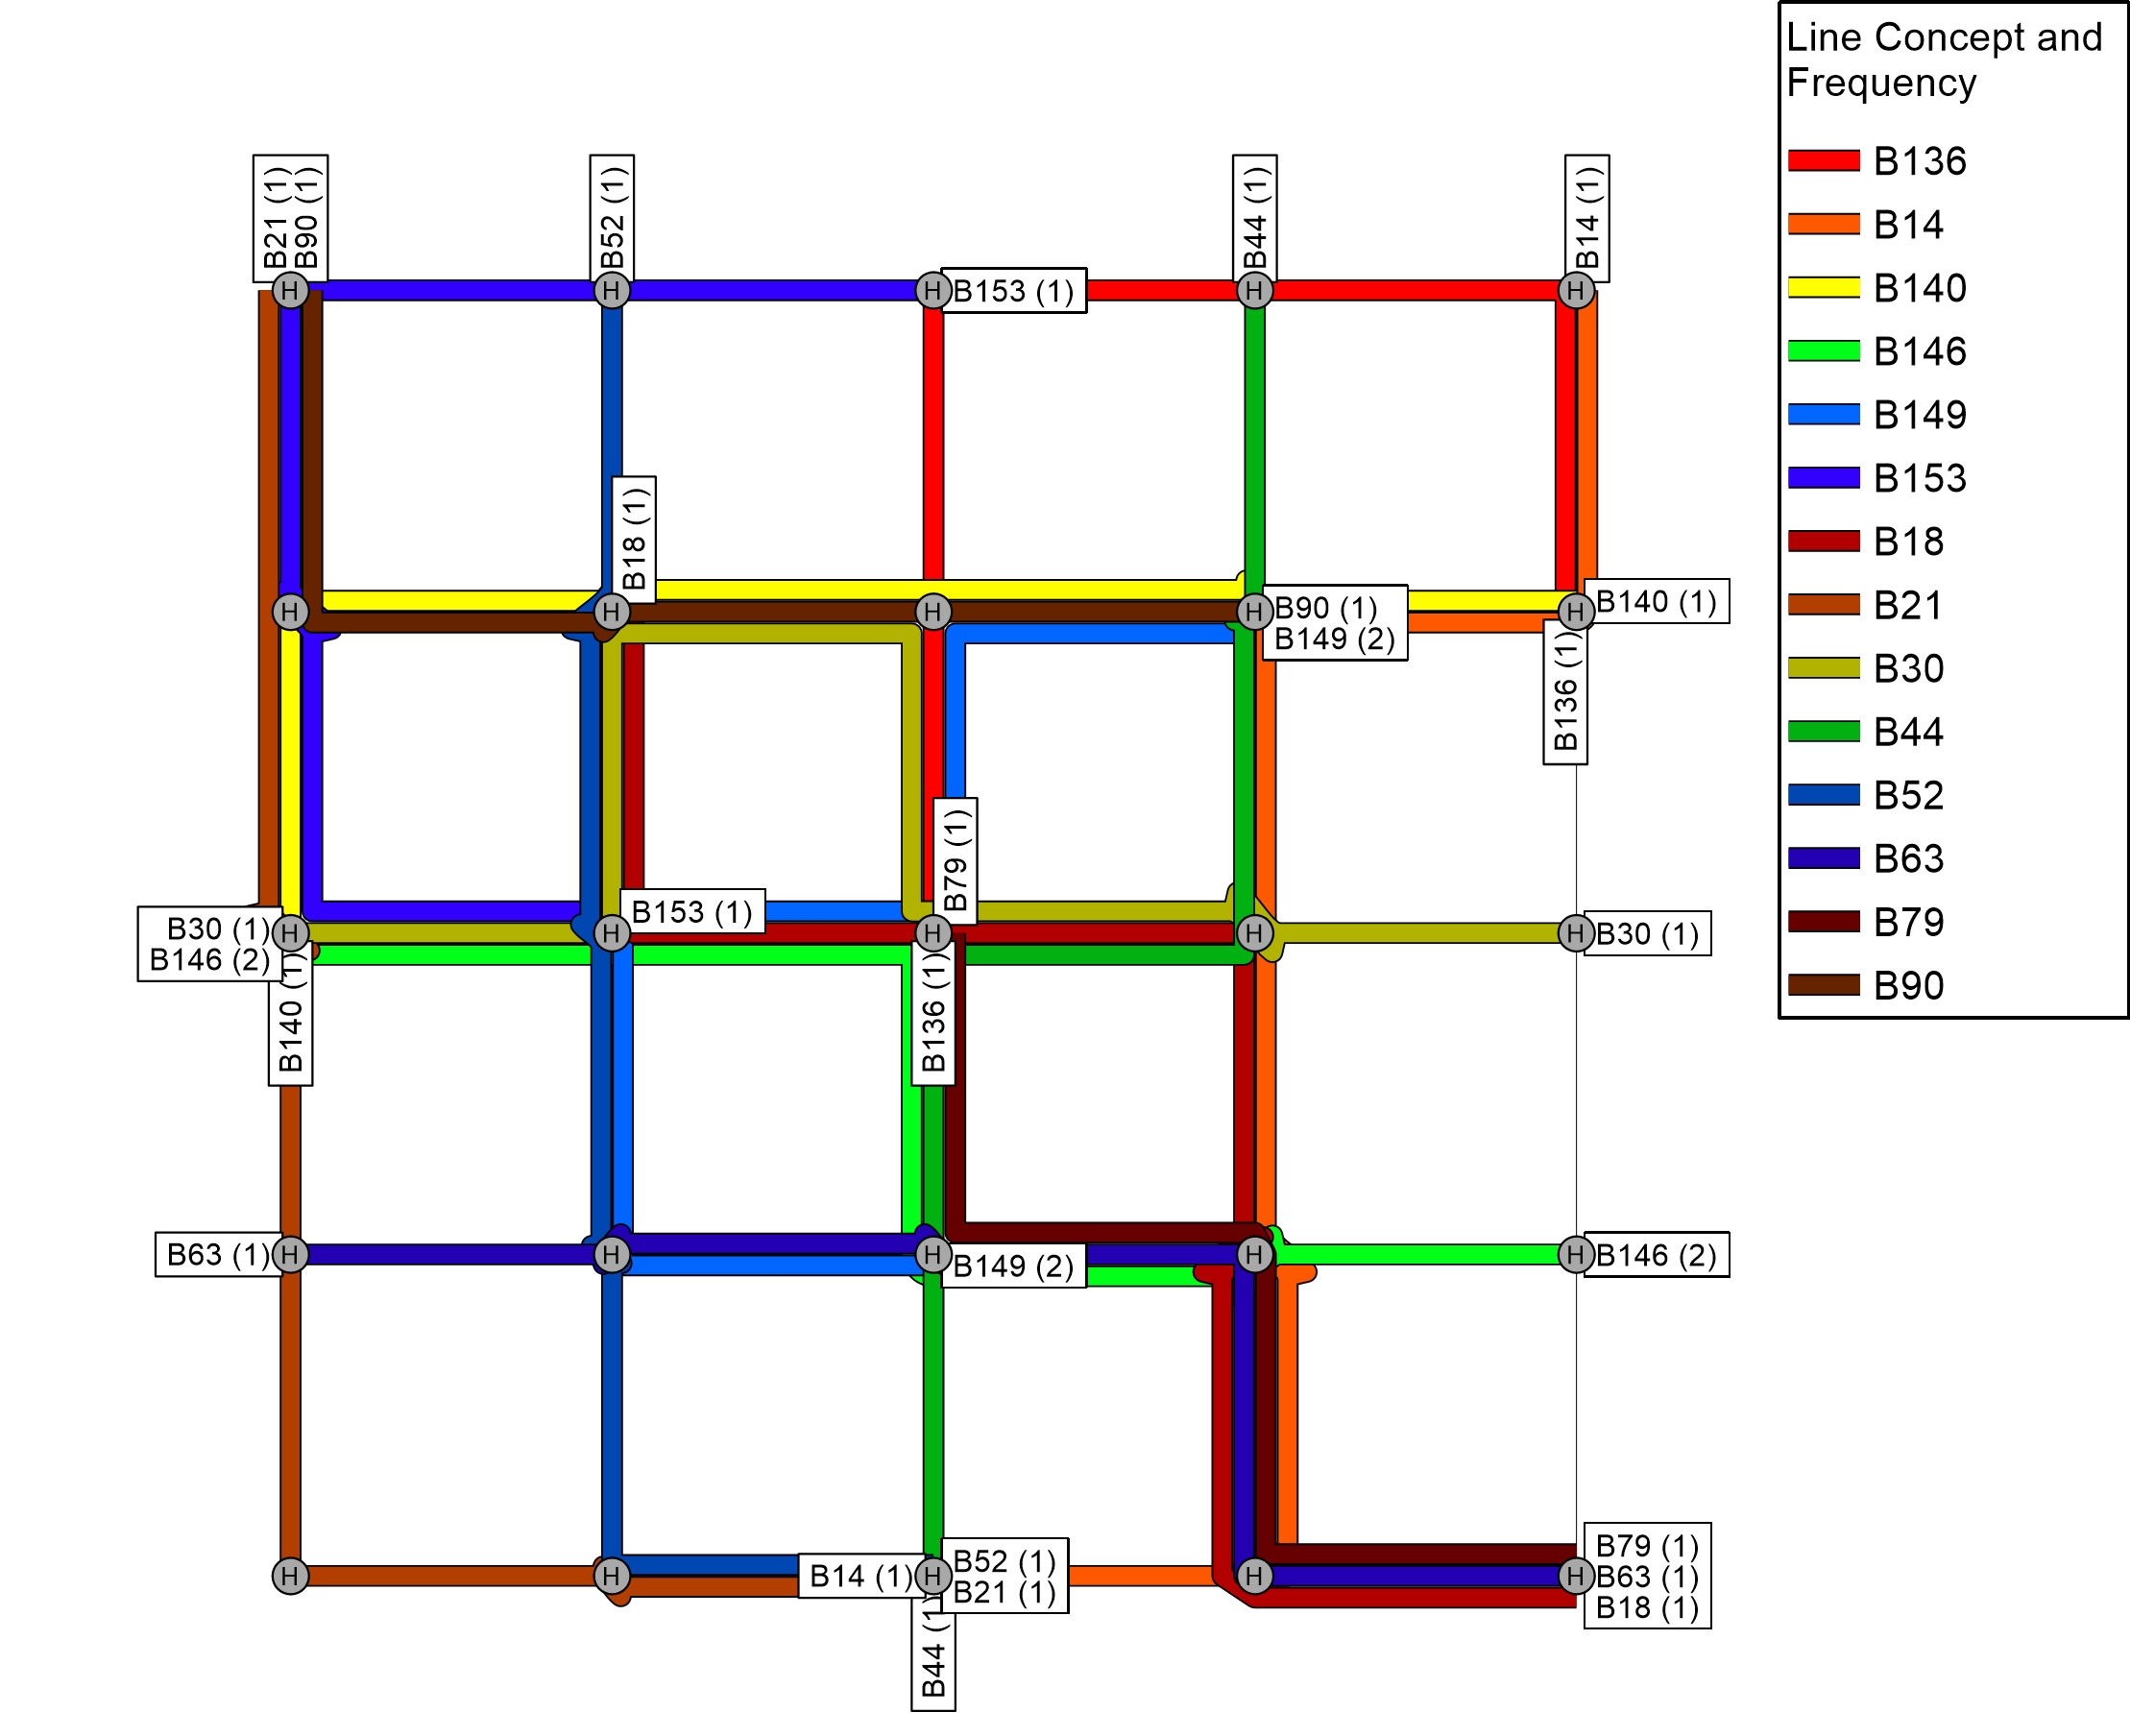 Line Concept and
Frequency
B136
B14
B140
B146
B149
B153
B18
B21
B30
B44
B52
B63
B79
B90
B21 (1)
B90 (1)
B52 (1)
B44 (1)
B14 (1)
H
H
H
B153 (1)
H
H
B18 (1)
H
H
H
H
B90 (1)
B149 (2)
H
B140 (1)
B136 (1)
B79 (1)
B30 (1)
B146 (2)
H
H
B153 (1)
H
H
H
B30 (1)
B140 (1)
B136 (1)
B63 (1)
H
H
H
B149 (2)
H
H
B146 (2)
H
H
B14 (1)
H
B52 (1)
B21 (1)
H
H
B79 (1)
B63 (1)
B18 (1)
B44 (1)